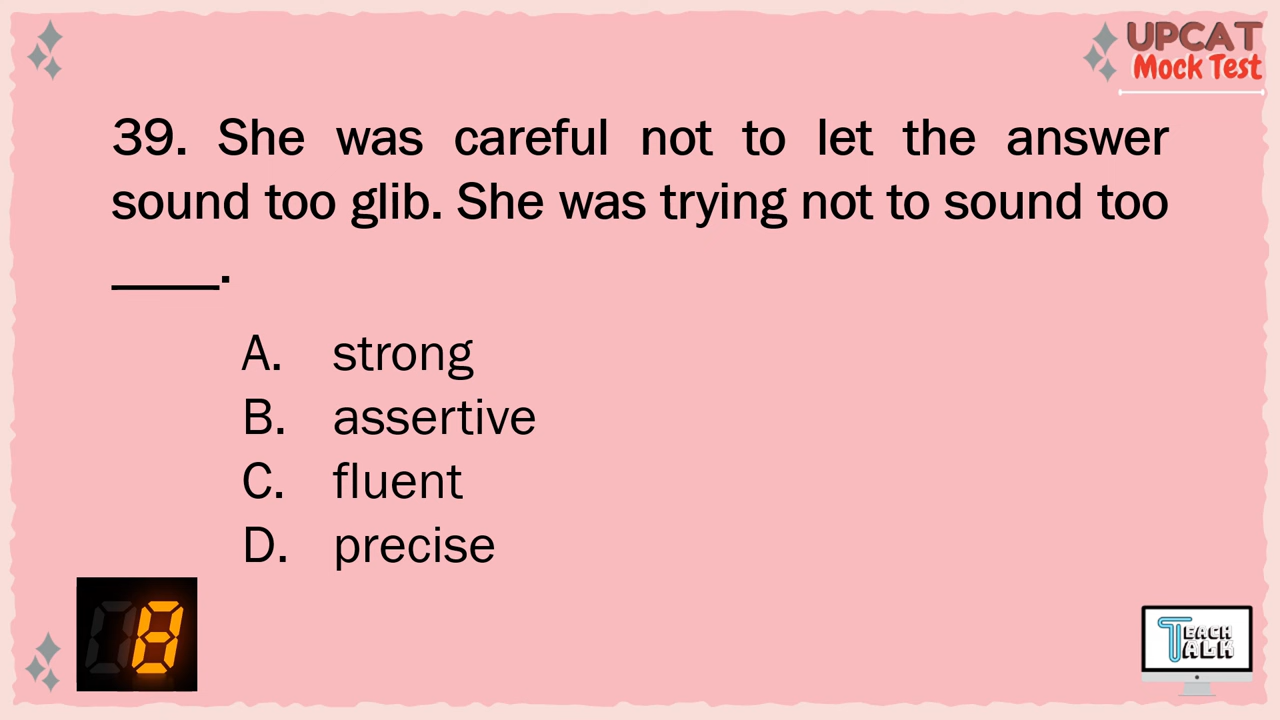 UPCAT
Mock Test
39. She was careful not to let the answer
sound too glib. She was trying not to sound too
____.
A. strong
B. assertive
C. fluent
D. precise
8
TEACH
TALK